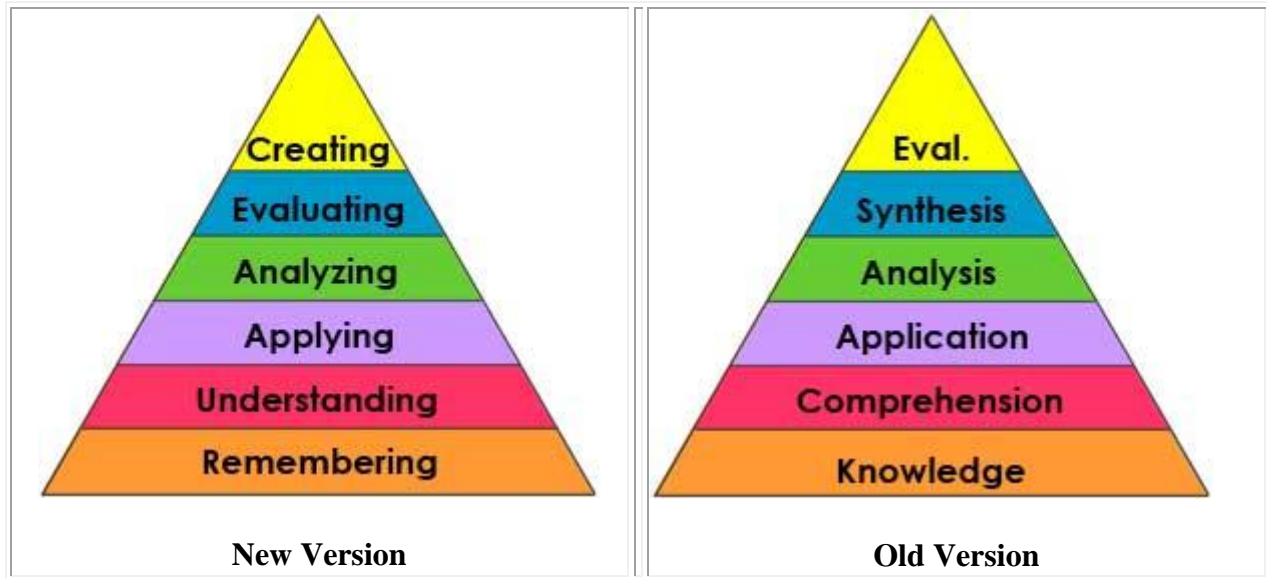 Creating
Evaluating
Analyzing
Applying
Understanding
Remembering
New Version
Eval.
Synthesis
Analysis
Application
Comprehension
Knowledge
Old Version